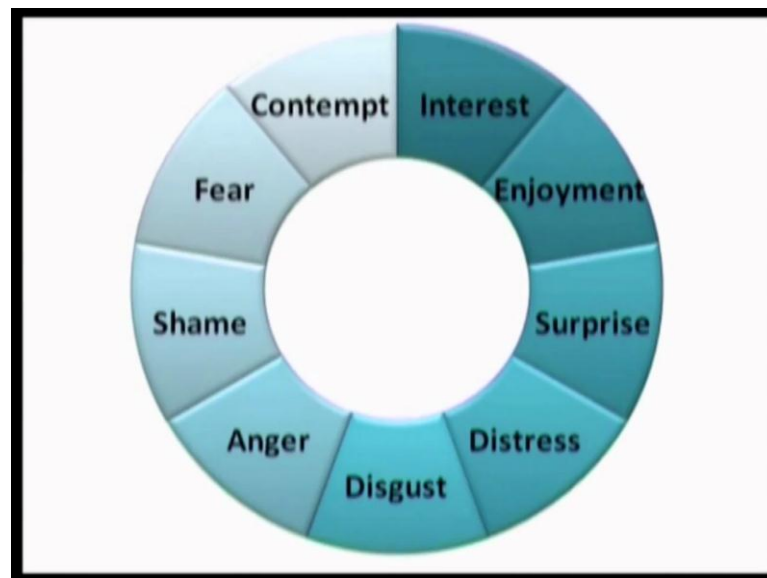 Contempt
Interest
Fear
Enjoyment
Shame
Surprise
Anger
Distress
Disgust